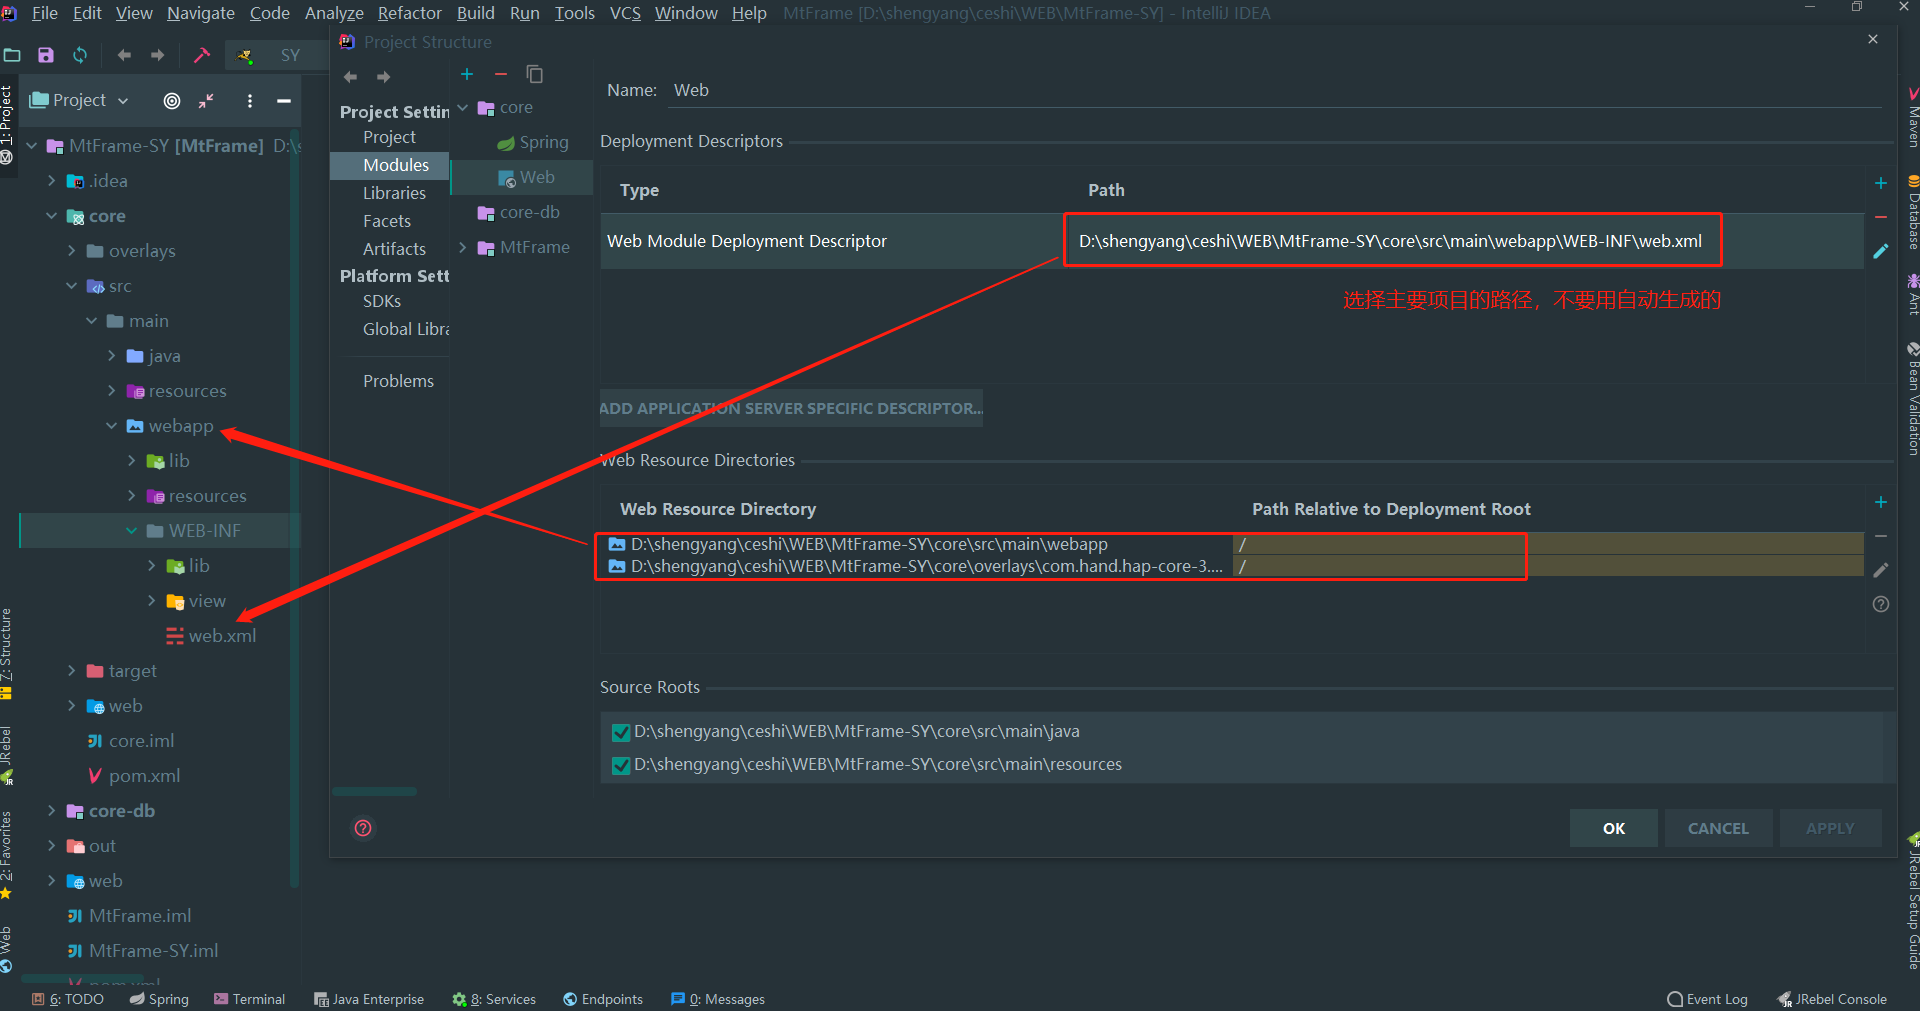 File Edit View Navigate Code Analyze Refactor Build Run Tools VCS Window Help MtFrame [D:\shengyang\ceshi\WEB\MtFrame-SY] - IntelliJ IDEA
SY
1: Project
7: Structure
JRebel
2: Favorites
Web
Project
MtFrame-SY [MtFrame] D:\s
.idea
core
overlays
src
main
java
resources
webapp
lib
resources
WEB-INF
lib
view
web.xml
target
web
core.iml
pom.xml
core-db
out
web
MtFrame.iml
MtFrame-SY.iml
pom.xml
Project Structure
Project Settin
Project
Modules
Libraries
Facets
Artifacts
Platform Sett
SDKs
Global Libra
Problems
core
Spring
Web
core-db
MtFrame
Name: Web
Deployment Descriptors
Type Path
Web Module Deployment Descriptor D:\shengyang\ceshi\WEB\MtFrame-SY\core\src\main\webapp\WEB-INF\web.xml
选择主要项目的路径，不要用自动生成的
ADD APPLICATION SERVER SPECIFIC DESCRIPTOR...
Web Resource Directories
Web Resource Directory Path Relative to Deployment Root
D:\shengyang\ceshi\WEB\MtFrame-SY\core\src\main\webapp /
D:\shengyang\ceshi\WEB\MtFrame-SY\core\overlays\com.hand.hap-core-3.... /
Source Roots
D:\shengyang\ceshi\WEB\MtFrame-SY\core\src\main\java
D:\shengyang\ceshi\WEB\MtFrame-SY\core\src\main\resources
OK CANCEL APPLY
Maven
Database
Ant
Bean Validation
JRebel Setup Guide
6: TODO Spring Terminal Java Enterprise 8: Services Endpoints 0: Messages Event Log JRebel Console